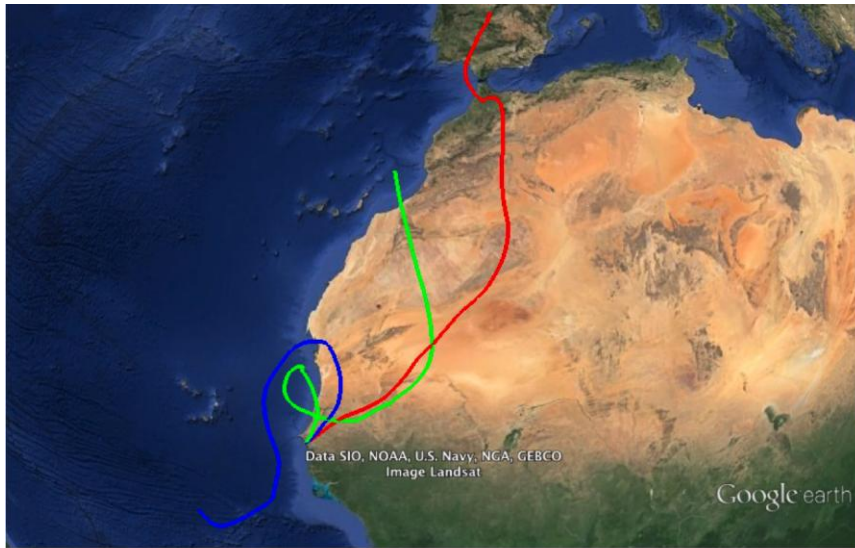 Data SIO, NOAA, U.S. Navy, NGA, GEBCO
Image Landsat
Google earth